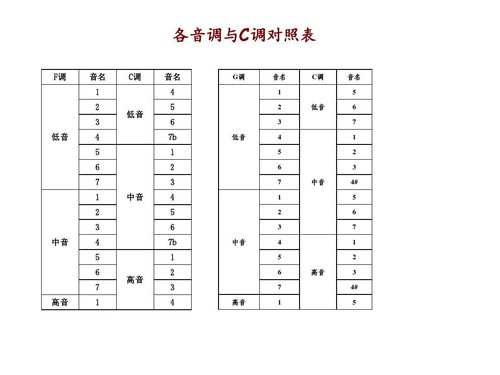 各音调与C调对照表
F调 音名 C调 音名
低音 1 低音 4
2 5
3 6
4 7b
5 中音 1
6 2
7 3
中音 1 4
2 5
3 6
4 7b
5 高音 1
6 2
7 3
高音 1 4
G调 音名 C调 音名
低音 1 低音 5
2 6
3 7
4 中音 1
5 2
6 3
7 4#
中音 1 5
2 6
3 7
4 高音 1
5 2
6 3
7 4#
高音 1 5